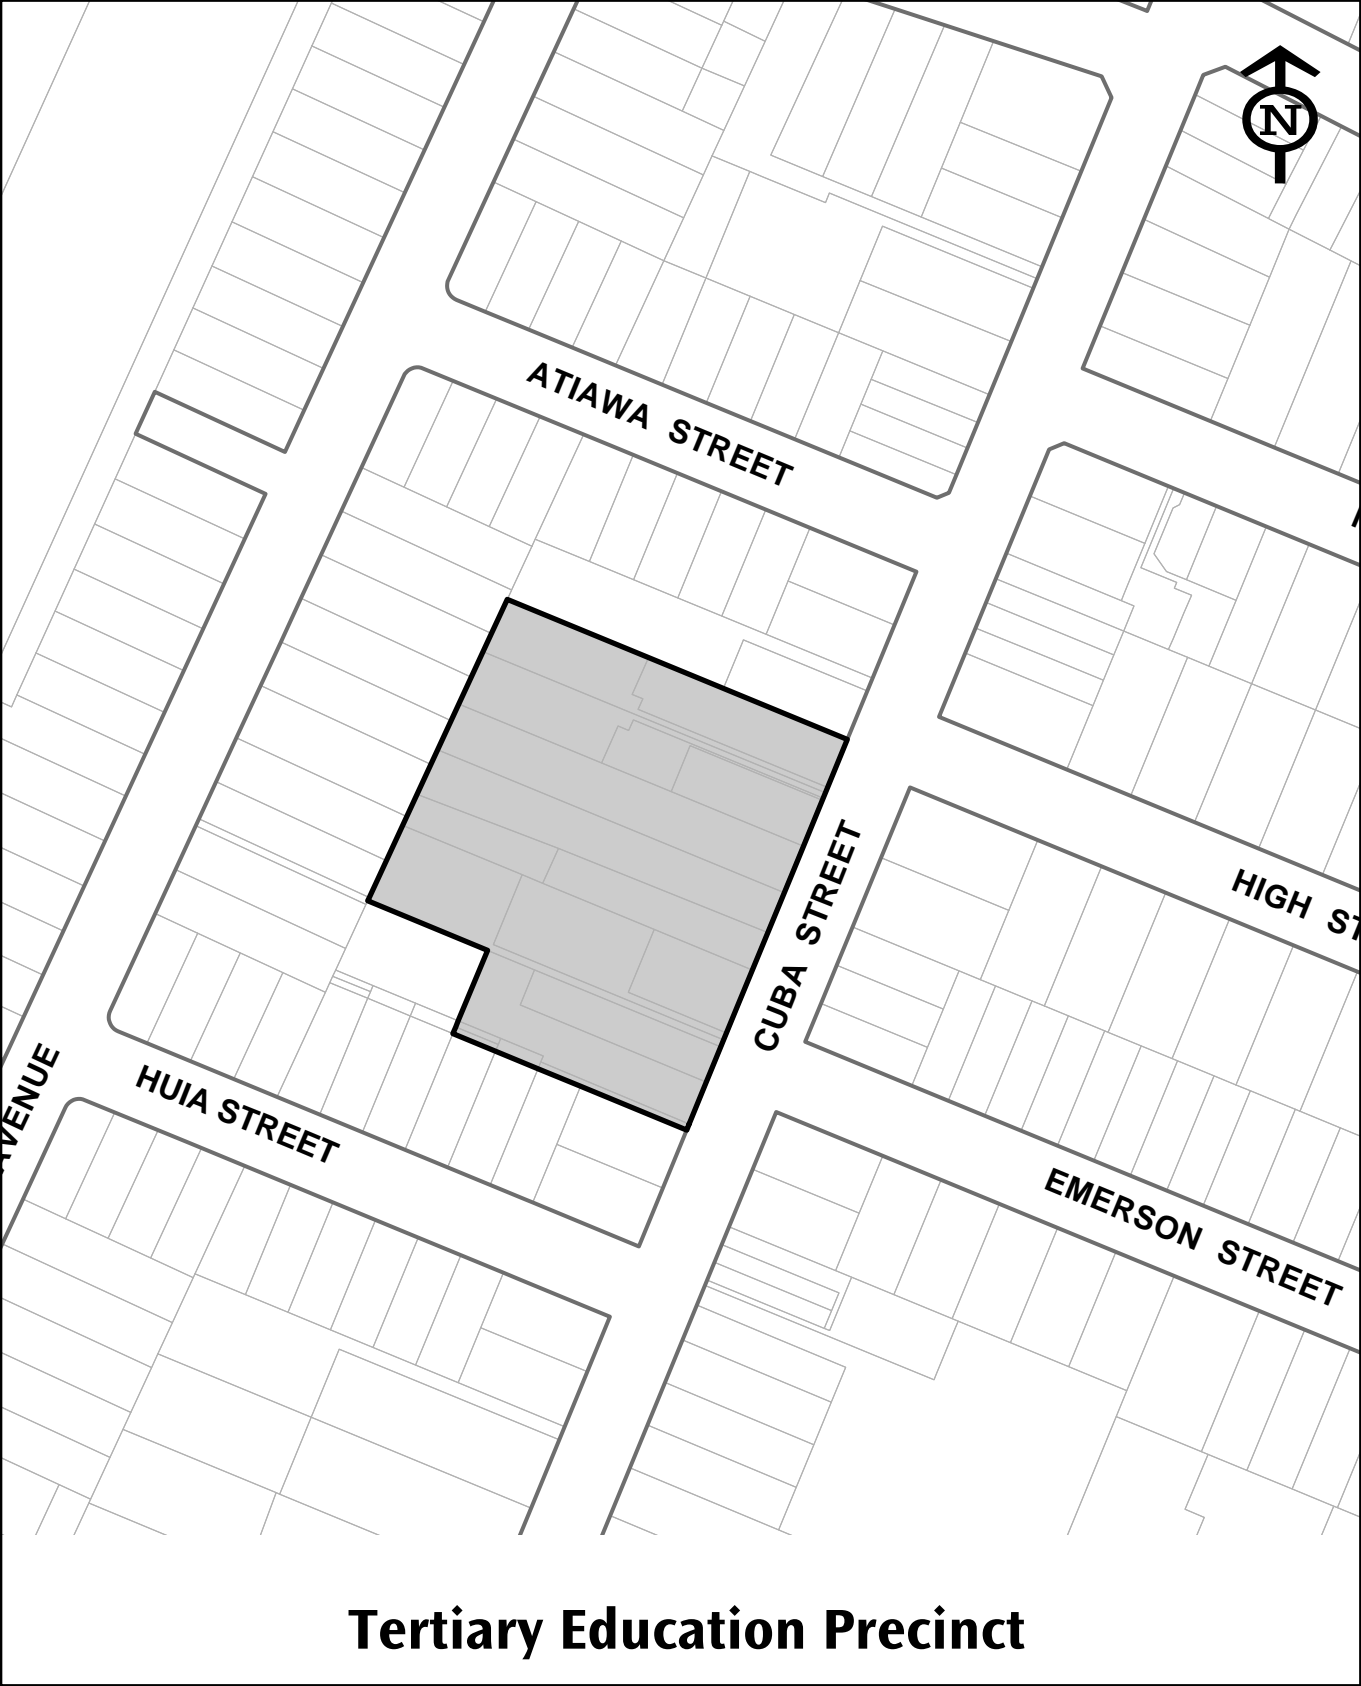 N
ATIAWA STREET
CUBA STREET
HIGH ST
AVENUE
HUIA STREET
EMERSON STREET
Tertiary Education Precinct